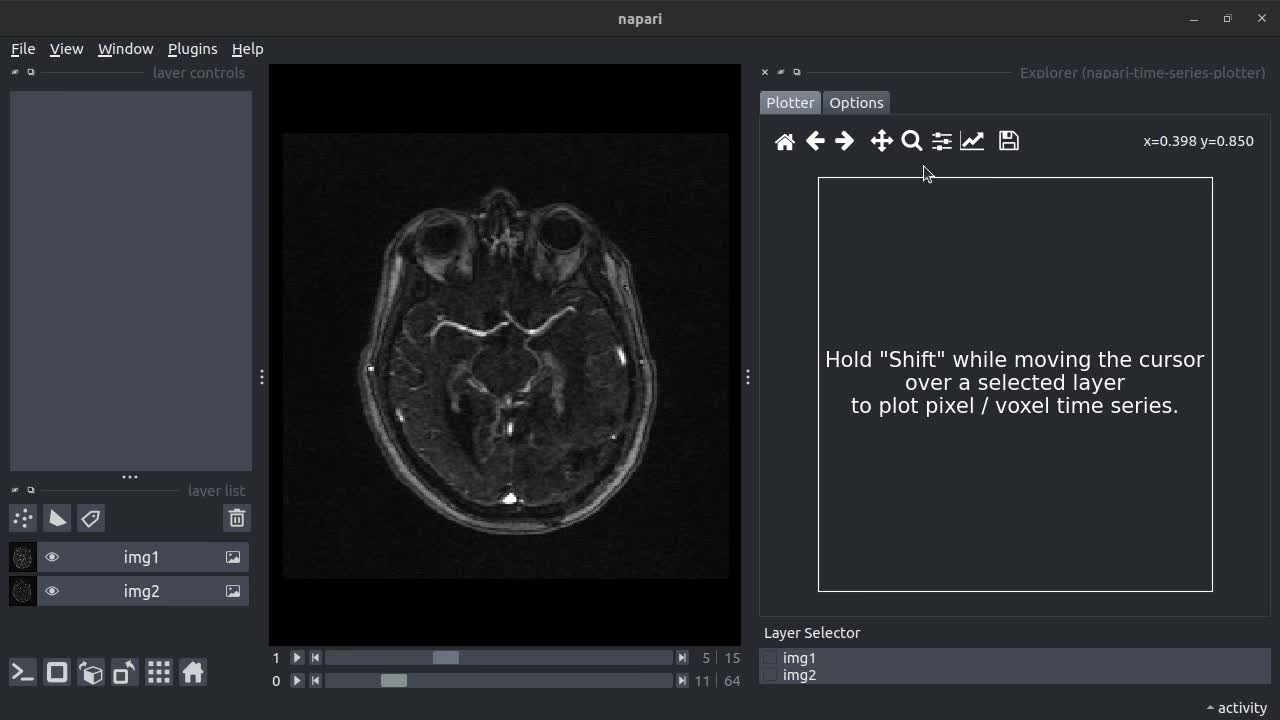 napari
File View Window Plugins Help
layer controls
Explorer (napari-time-series-plotter)
Plotter Options
x=0.398 y=0.850
Hold "Shift" while moving the cursor
over a selected layer
to plot pixel / voxel time series.
layer list
img1
img2
1 5 15
0 11 64
Layer Selector
img1
img2
activity